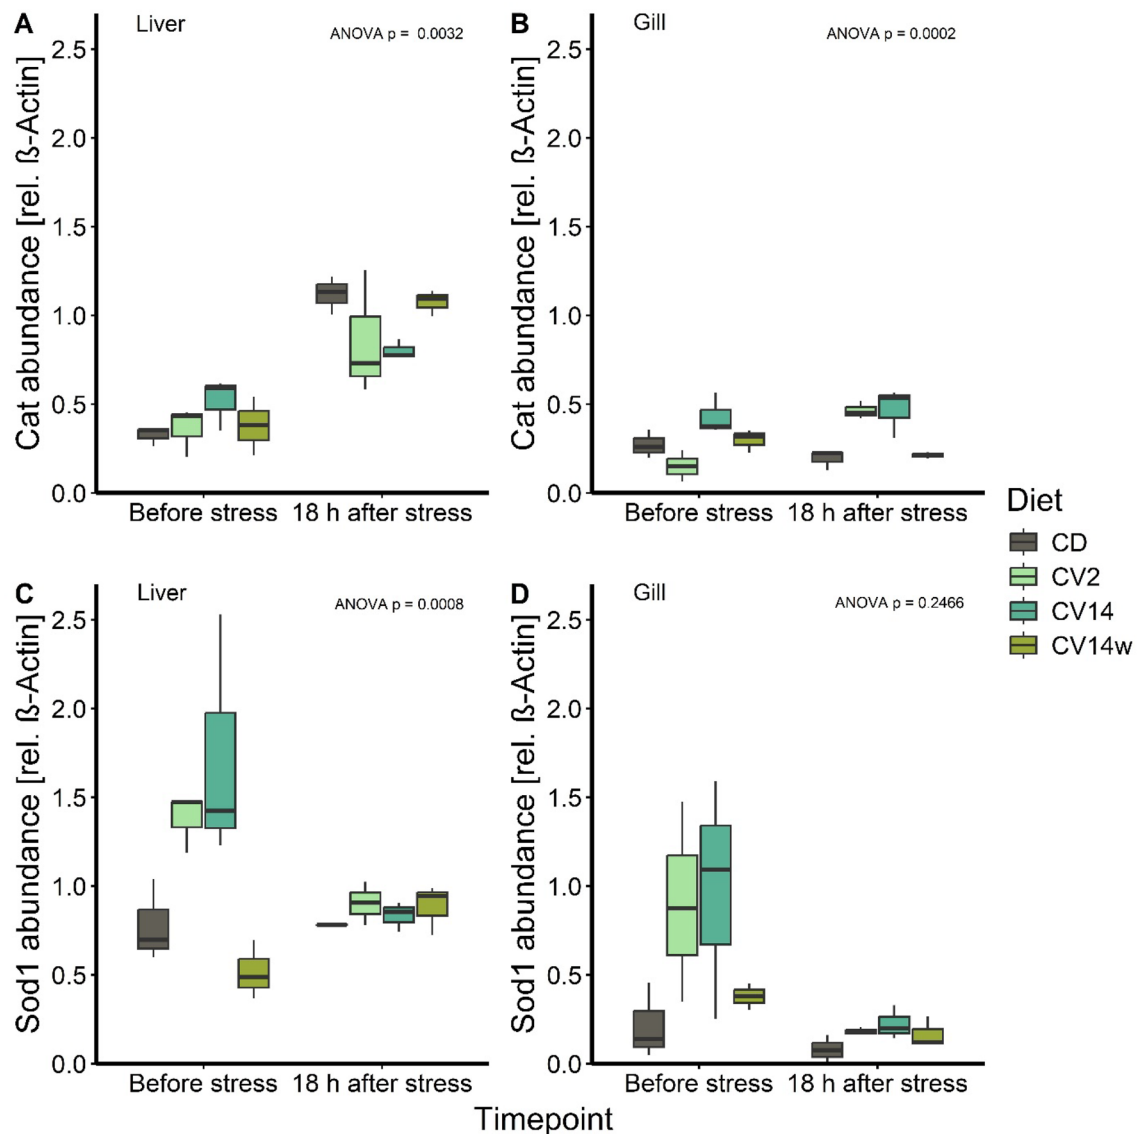 A
Liver
ANOVA p = 0.0032
Cat abundance [rel. ß-Actin]
2.5
2.0
1.5
1.0
0.5
0.0
Before stress
18 h after stress
B
Gill
ANOVA p = 0.0002
Cat abundance [rel. ß-Actin]
2.5
2.0
1.5
1.0
0.5
0.0
Before stress
18 h after stress
C
Liver
ANOVA p = 0.0008
Sod1 abundance [rel. ß-Actin]
2.5
2.0
1.5
1.0
0.5
0.0
Before stress
18 h after stress
D
Gill
ANOVA p = 0.2466
Sod1 abundance [rel. ß-Actin]
2.5
2.0
1.5
1.0
0.5
0.0
Before stress
18 h after stress
Timepoint
Diet
CD
CV2
CV14
CV14w